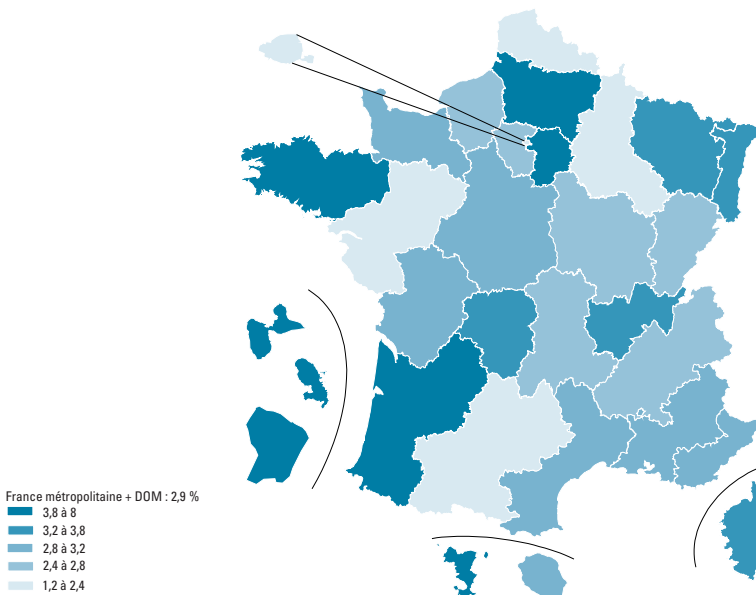 France métropolitaine + DOM : 2,9 %
3,8 à 8
3,2 à 3,8
2,8 à 3,2
2,4 à 2,8
1,2 à 2,4